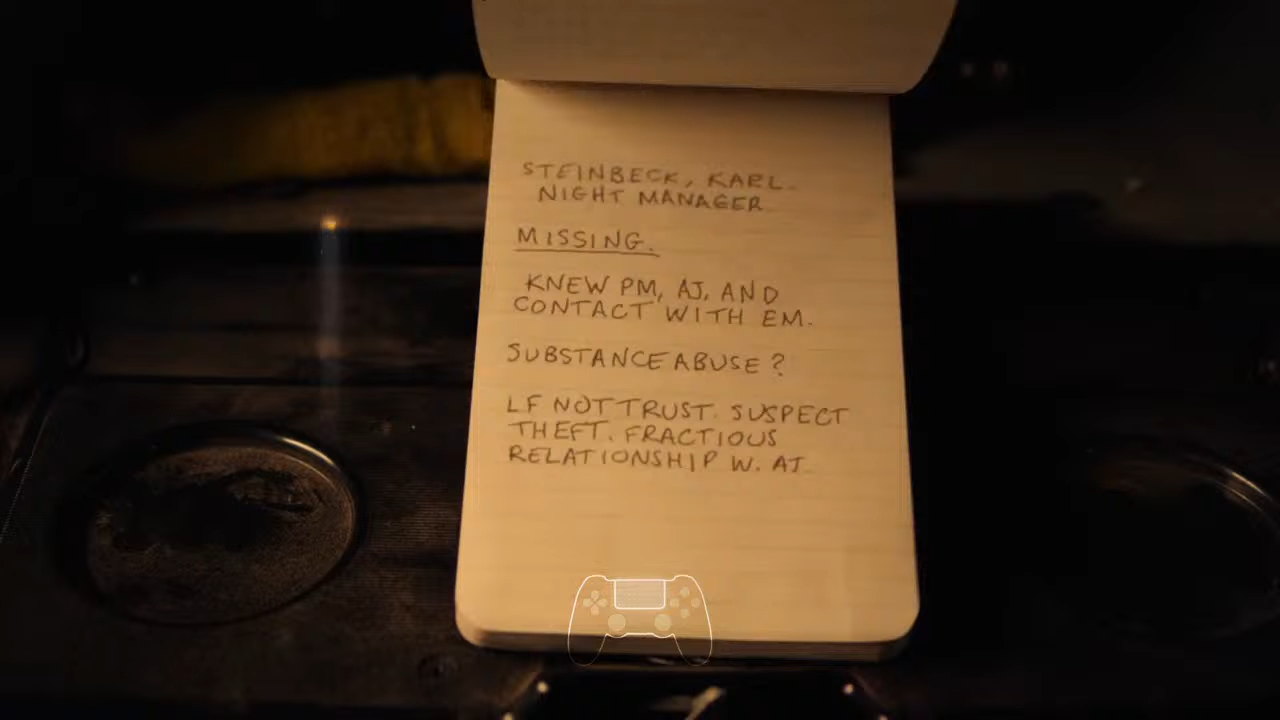 STEINBECK, KARL.
NIGHT MANAGER
MISSING.
KNEW PM, AJ, AND
CONTACT WITH EM.
SUBSTANCE ABUSE?
LF NOT TRUST. SUSPECT
THEFT. FRACTIOUS
RELATIONSHIP W. AJ